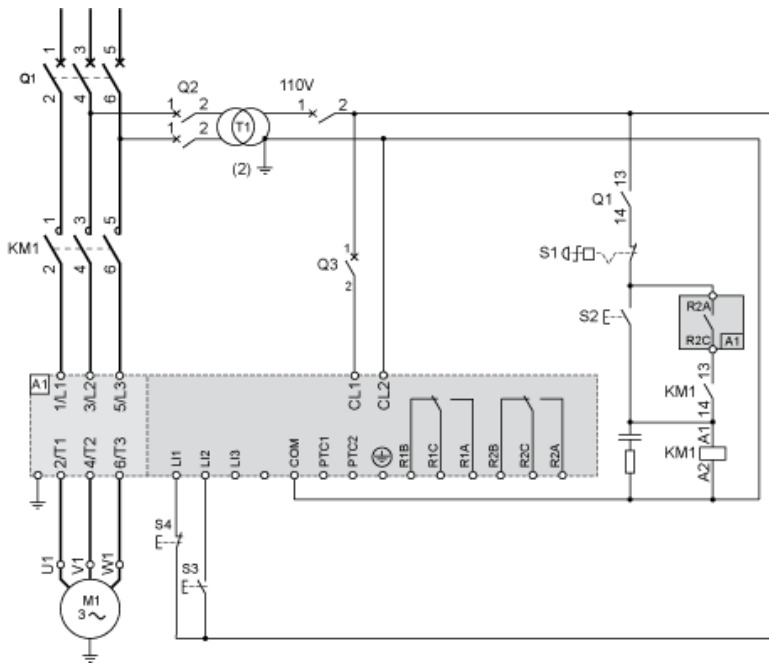 1 3 5
Q1
2 4 6
Q2
1 2
1 2
T1
(2)
110V
1 2
1 3 5
KM1
2 4 6
1
Q3
2
13
Q1
14
S1
S2
R2A
R2C
A1
13
KM1
14
A1
KM1
A2
A1
1/L1 3/L2 5/L3
CL1 CL2
2/T1 4/T2 6/T3
LI1 LI2 LI3 COM PTC1 PTC2 R1B R1C R1A R2B R2C R2A
S4
S3
U1 V1 W1
M1
3